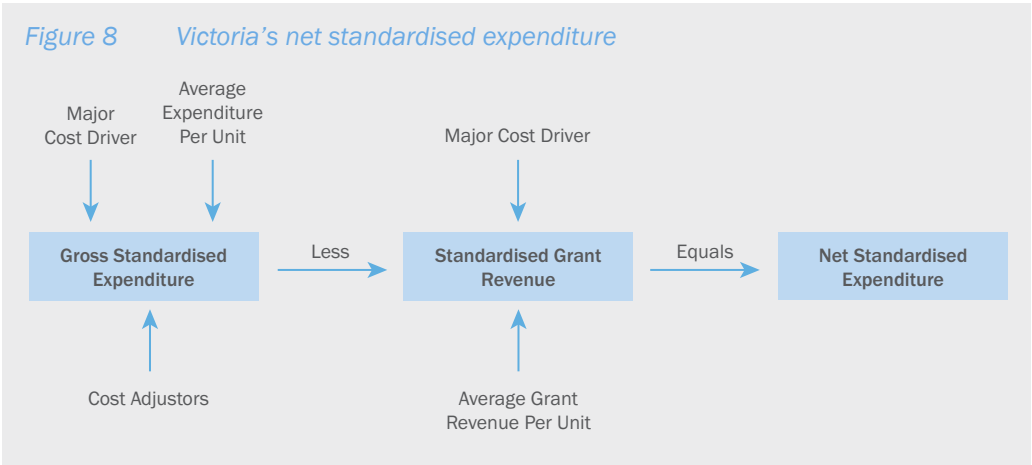 Figure 8 Victoria's net standardised expenditure
Major
Cost Driver
Average
Expenditure
Per Unit
Major Cost Driver
Gross Standardised
Expenditure
Less
Standardised Grant
Revenue
Equals
Net Standardised
Expenditure
Cost Adjustors
Average Grant
Revenue Per Unit